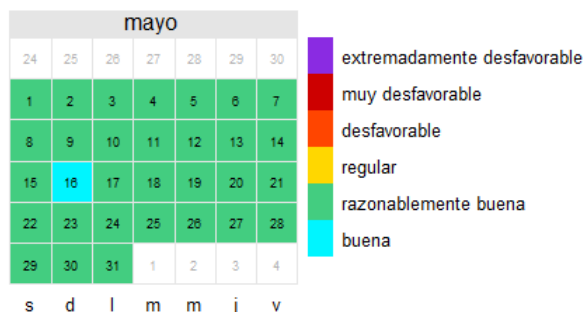 mayo
24 25 26 27 28 29 30
1 2 3 4 5 6 7
8 9 10 11 12 13 14
15 16 17 18 19 20 21
22 23 24 25 26 27 28
29 30 31 1 2 3 4
s d l m m j v
extremadamente desfavorable
muy desfavorable
desfavorable
regular
razonablemente buena
buena